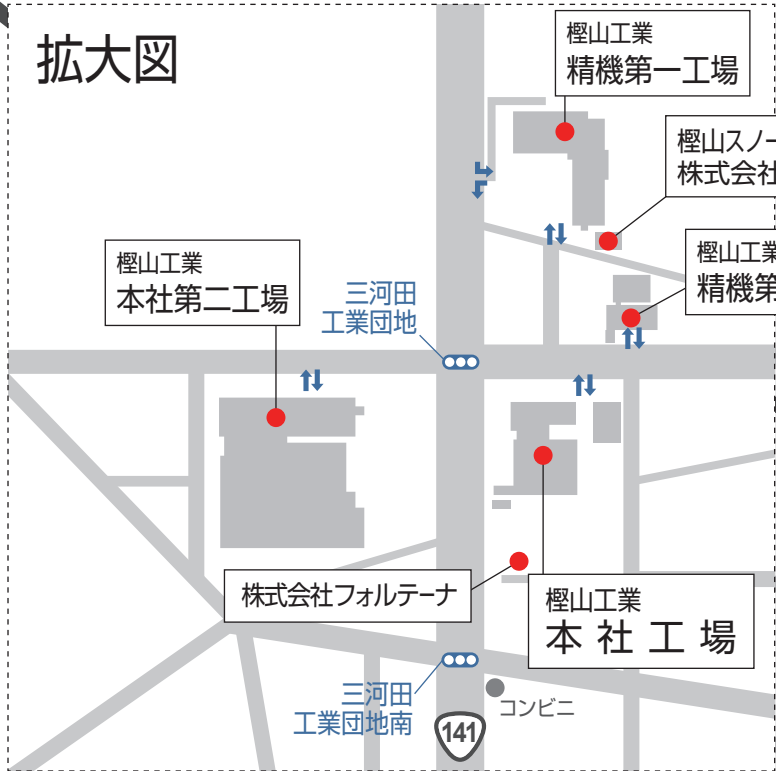 拡大図
樫山工業
精機第一工場
樫山スノー
株式会社
樫山工業
精機第
樫山工業
本社第二工場
三河田
工業団地
株式会社フォルテーナ
樫山工業
本社工場
三河田
工業団地南
コンビニ
141